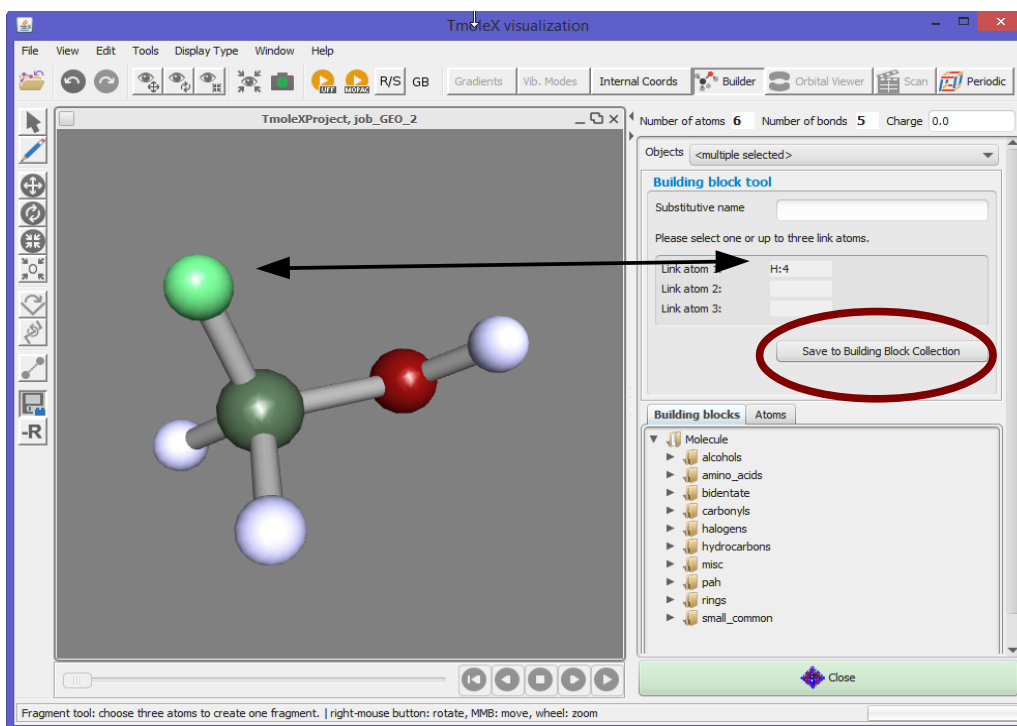 TmoleX visualization
File View Edit Tools Display Type Window Help
UFF MOPAC R/S GB Gradients Vib. Modes Internal Coords Builder Orbital Viewer Scan Periodic
TmoleXProject, job_GEO_2
Number of atoms 6 Number of bonds 5 Charge 0.0
Objects <multiple selected>
Building block tool
Substitutive name
Please select one or up to three link atoms.
Link atom 1: H:4
Link atom 2:
Link atom 3:
Save to Building Block Collection
Building blocks Atoms
Molecule
alcohols
amino_acids
bidentate
carbonyls
halogens
hydrocarbons
misc
pah
rings
small_common
-R
Close
Fragment tool: choose three atoms to create one fragment. | right-mouse button: rotate, MMB: move, wheel: zoom